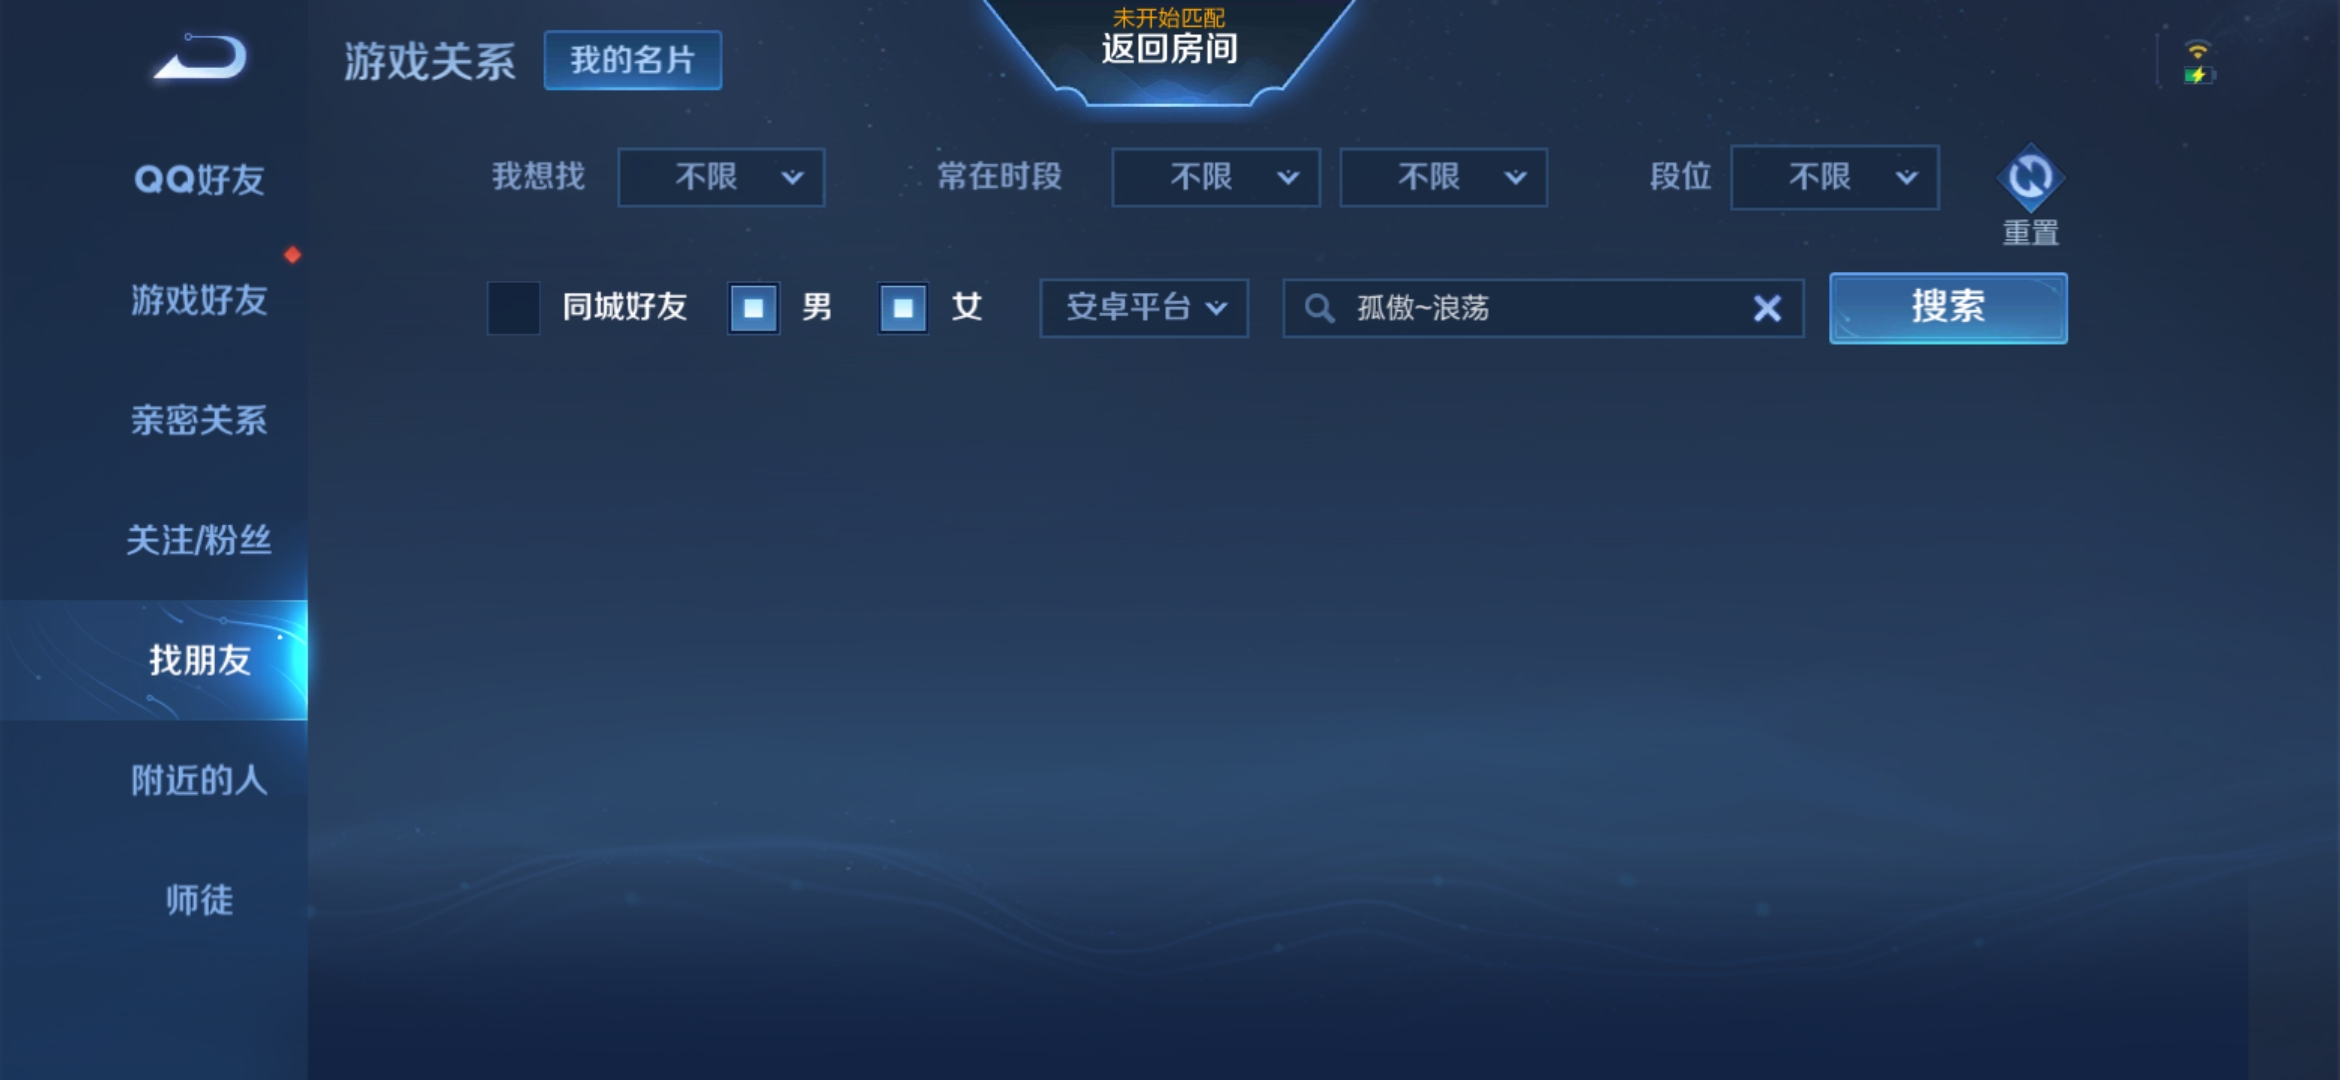 未开始匹配
返回房间
游戏关系 我的名片
QQ好友
游戏好友
亲密关系
关注/粉丝
找朋友
附近的人
师徒
我想找 不限 常在时段 不限 不限 段位 不限
重置
同城好友 男 女 安卓平台 孤傲~浪荡 搜索